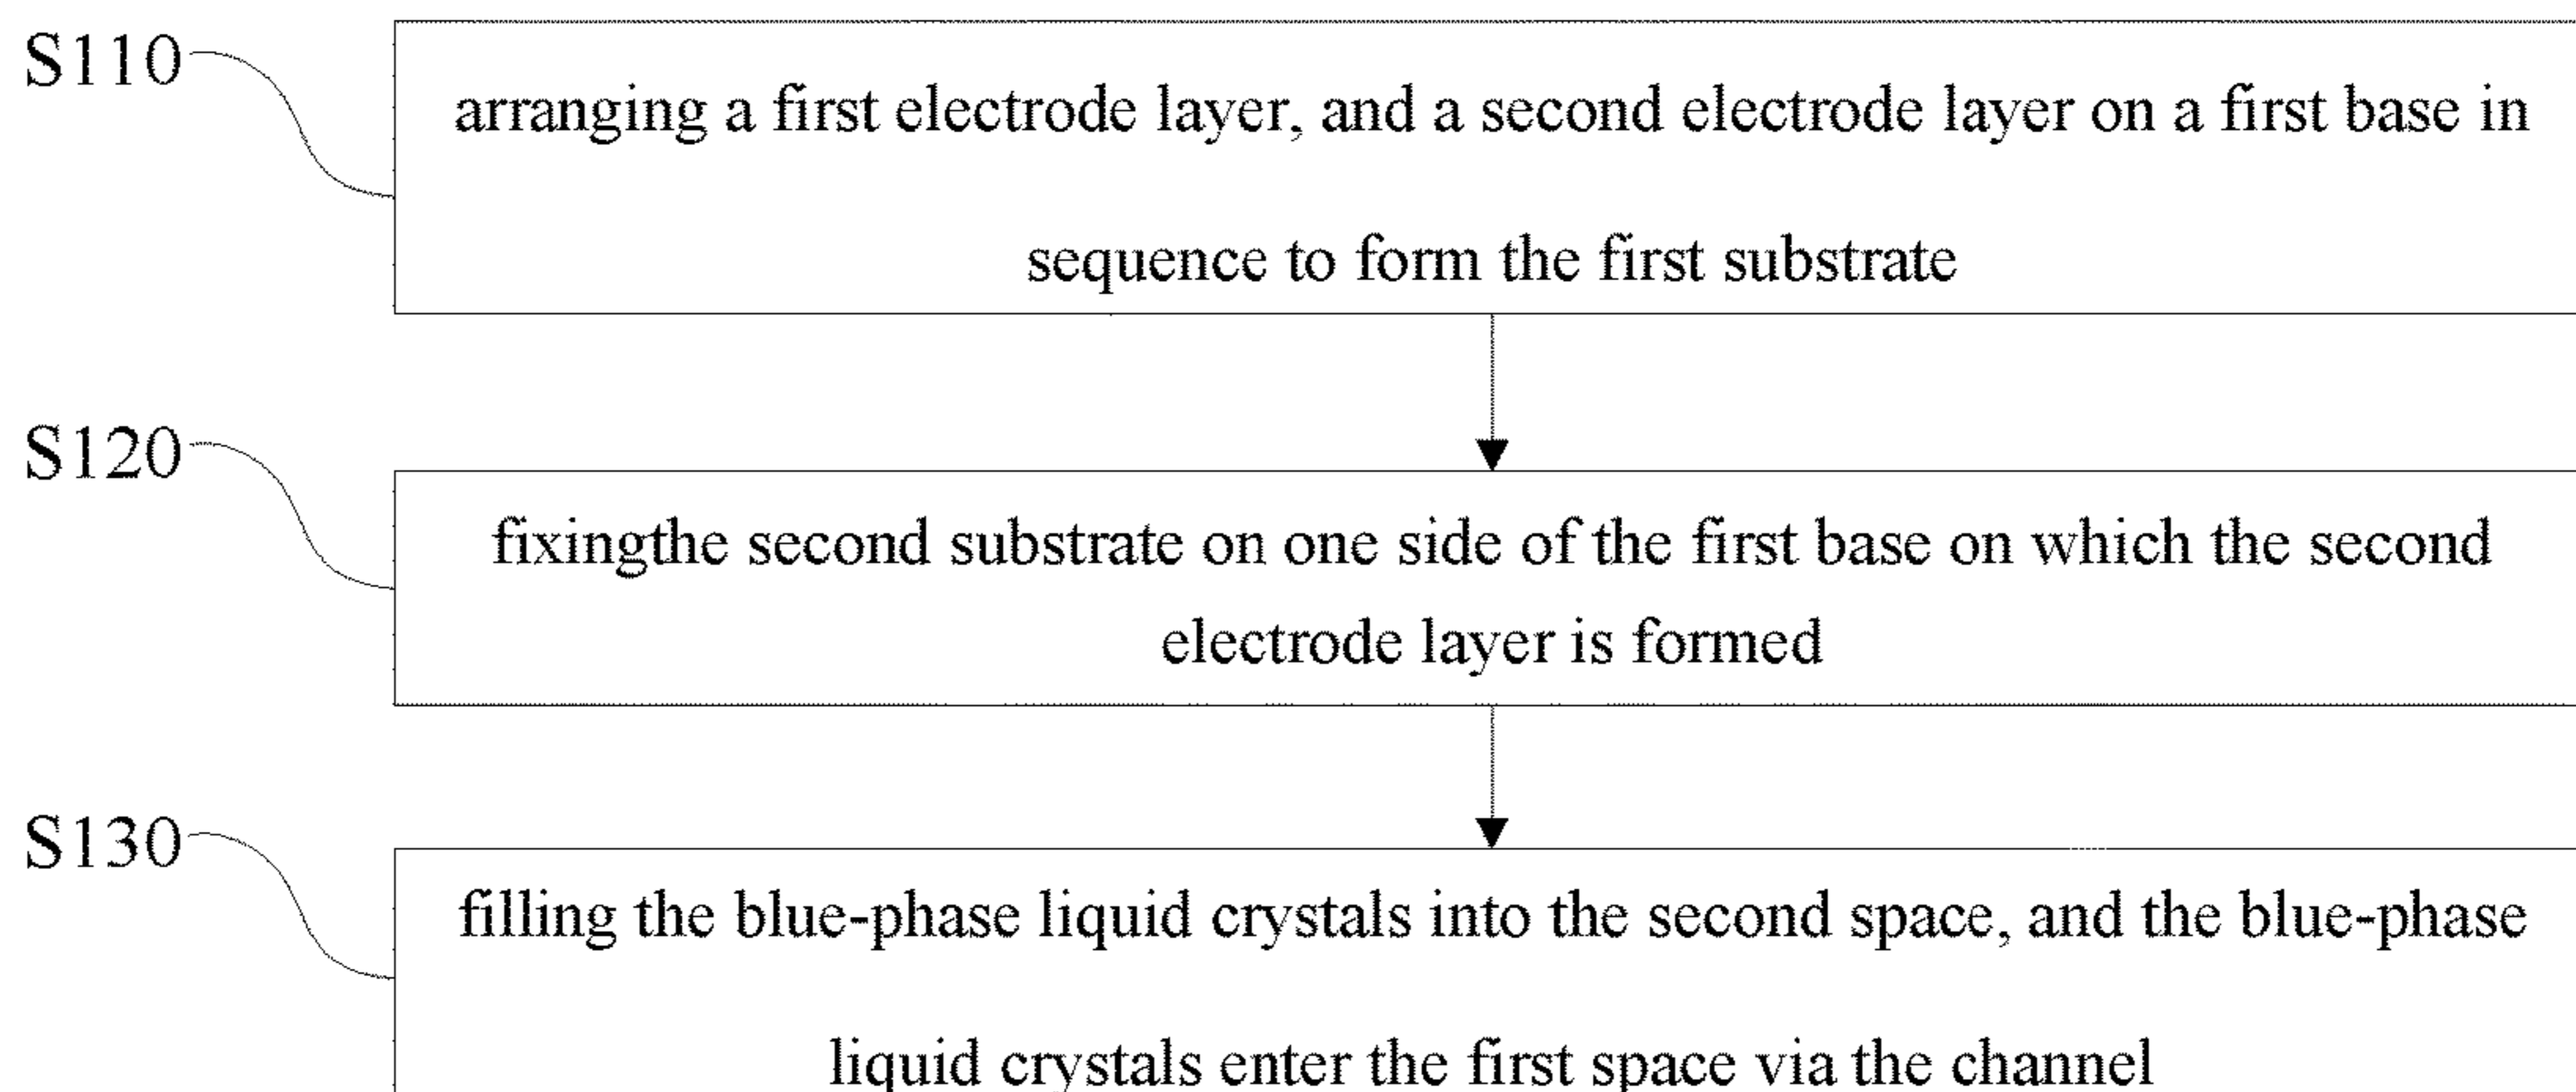 S110
arranging a first electrode layer, and a second electrode layer on a first base in
sequence to form the first substrate
S120
fixingthe second substrate on one side of the first base on which the second
electrode layer is formed
S130
filling the blue-phase liquid crystals into the second space, and the blue-phase
liquid crystals enter the first space via the channel